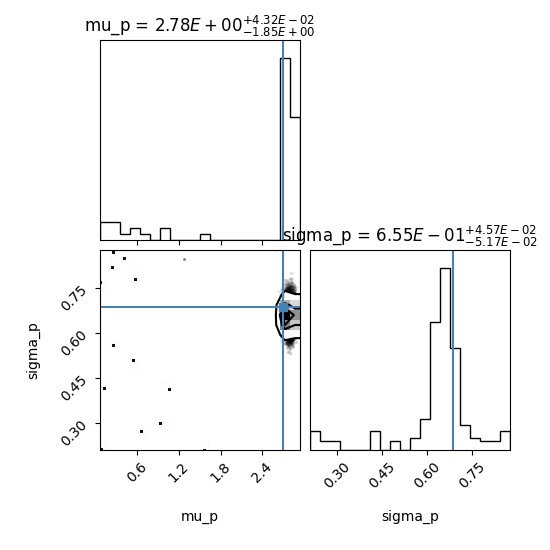 mu_p = 2.78E + 00+4.32E − 02
−1.85E + 00
sigma_p = 6.55E − 01+4.57E − 02
−5.17E − 02
0.75
0.60
0.45
0.30
sigma_p
0.6 1.2 1.8 2.4
mu_p
0.30 0.45 0.60 0.75
sigma_p